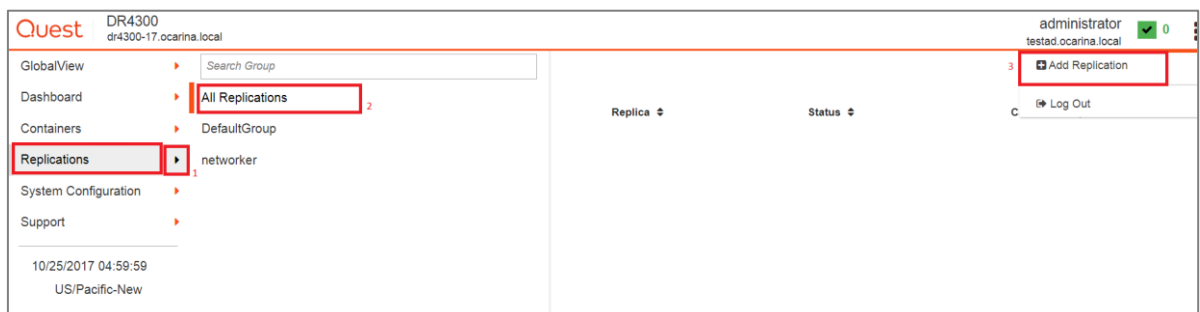 Quest
DR4300
dr4300-17.ocarina.local
administrator
testad.ocarina.local
0
GlobalView
Dashboard
Containers
Replications
1
System Configuration
Support
10/25/2017 04:59:59
US/Pacific-New
Search Group
All Replications
2
DefaultGroup
networker
Replica
Status
C
3
Add Replication
Log Out